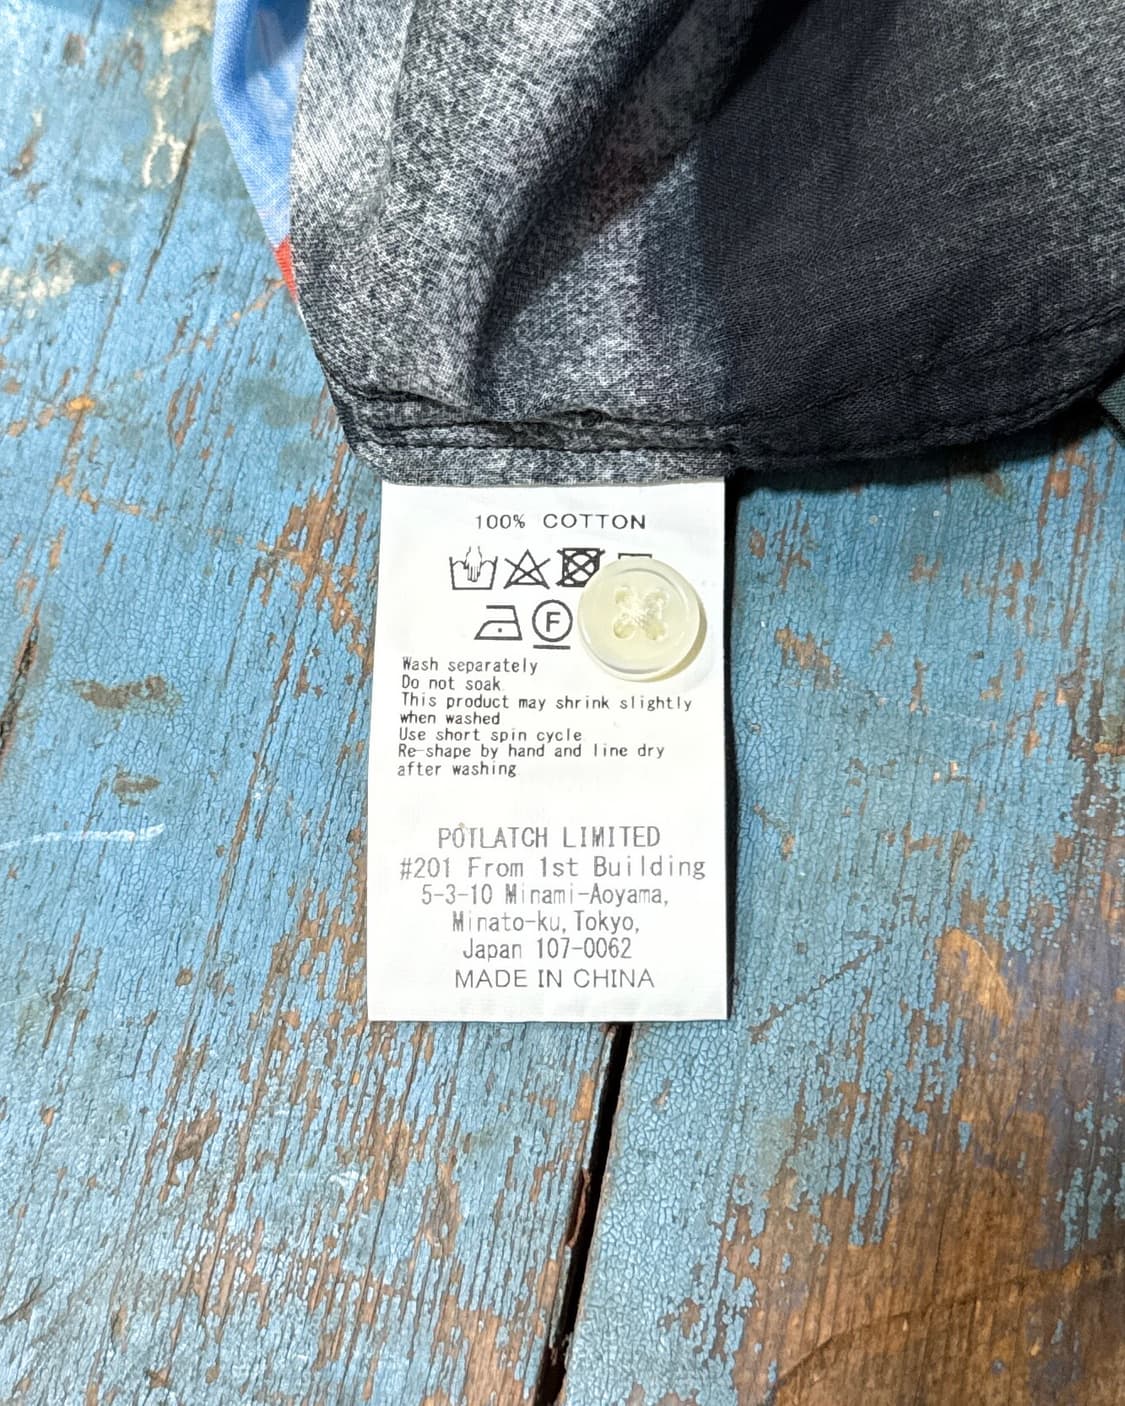 100% COTTON
F
Wash separately
Do not soak
This product may shrink slightly
when washed
Use short spin cycle
Re-shape by hand and line dry
after washing
POTLATCH LIMITED
#201 From 1st Building
5-3-10 Minami-Aoyama,
Minato-ku, Tokyo,
Japan 107-0062
MADE IN CHINA